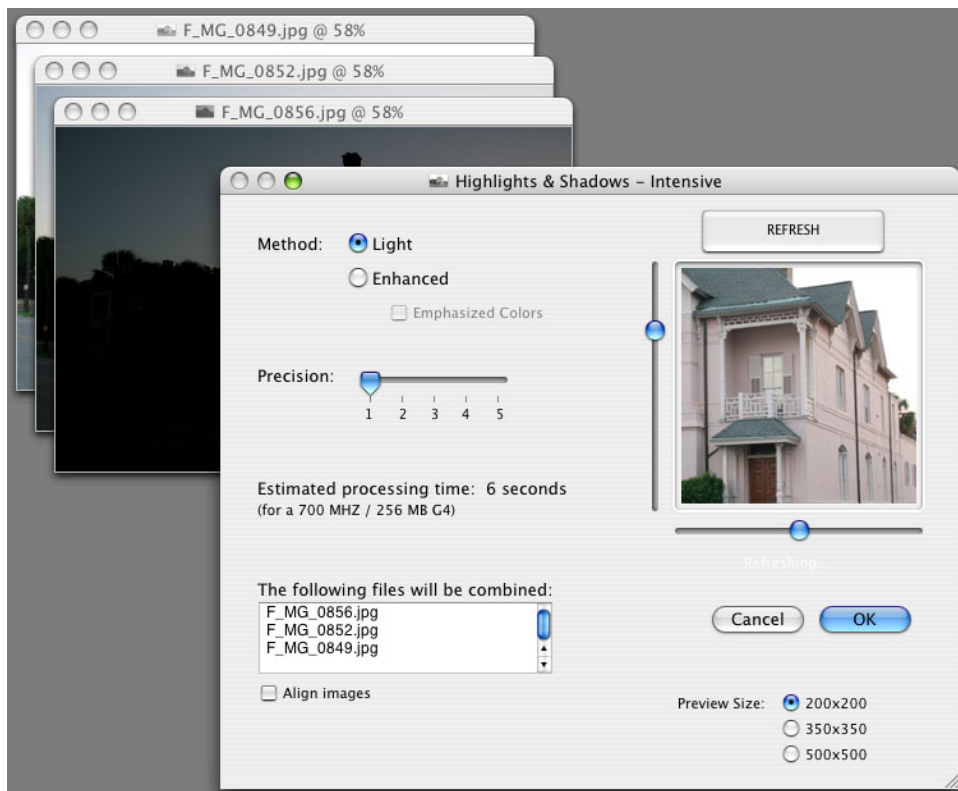 F_MG_0849.jpg @ 58%
F_MG_0852.jpg @ 58%
F_MG_0856.jpg @ 58%
Highlights & Shadows – Intensive
REFRESH
Method:
Light
Enhanced
Emphasized Colors
Precision:
1 2 3 4 5
Estimated processing time: 6 seconds
(for a 700 MHZ / 256 MB G4)
Refreshing...
The following files will be combined:
F_MG_0856.jpg
F_MG_0852.jpg
F_MG_0849.jpg
Cancel
OK
Align images
Preview Size:
200x200
350x350
500x500